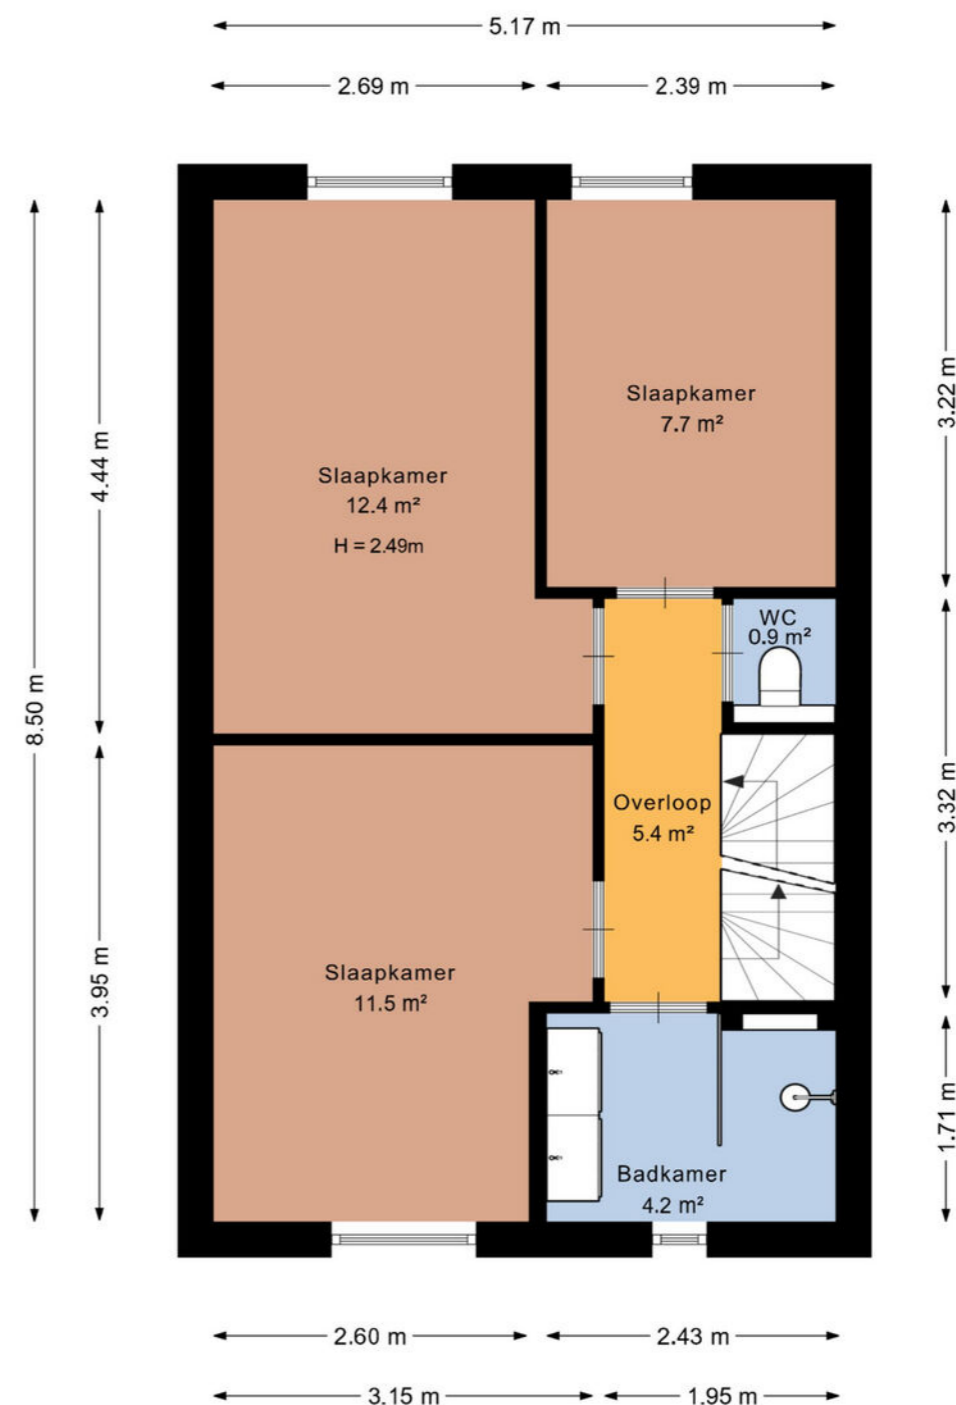 5.17 m
2.69 m
2.39 m
8.50 m
4.44 m
3.95 m
Slaapkamer
12.4 m²
H = 2.49m
Slaapkamer
7.7 m²
WC
0.9 m²
Overloop
5.4 m²
Slaapkamer
11.5 m²
Badkamer
4.2 m²
3.22 m
3.32 m
1.71 m
2.60 m
2.43 m
3.15 m
1.95 m